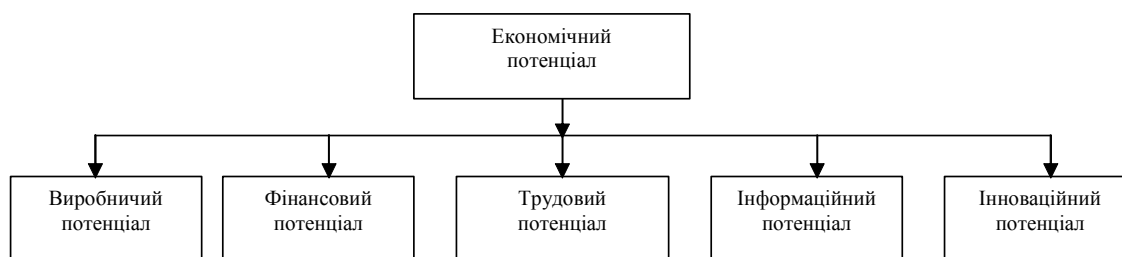 Економічний
потенціал
Виробничий
потенціал
Фінансовий
потенціал
Трудовий
потенціал
Інформаційний
потенціал
Інноваційний
потенціал